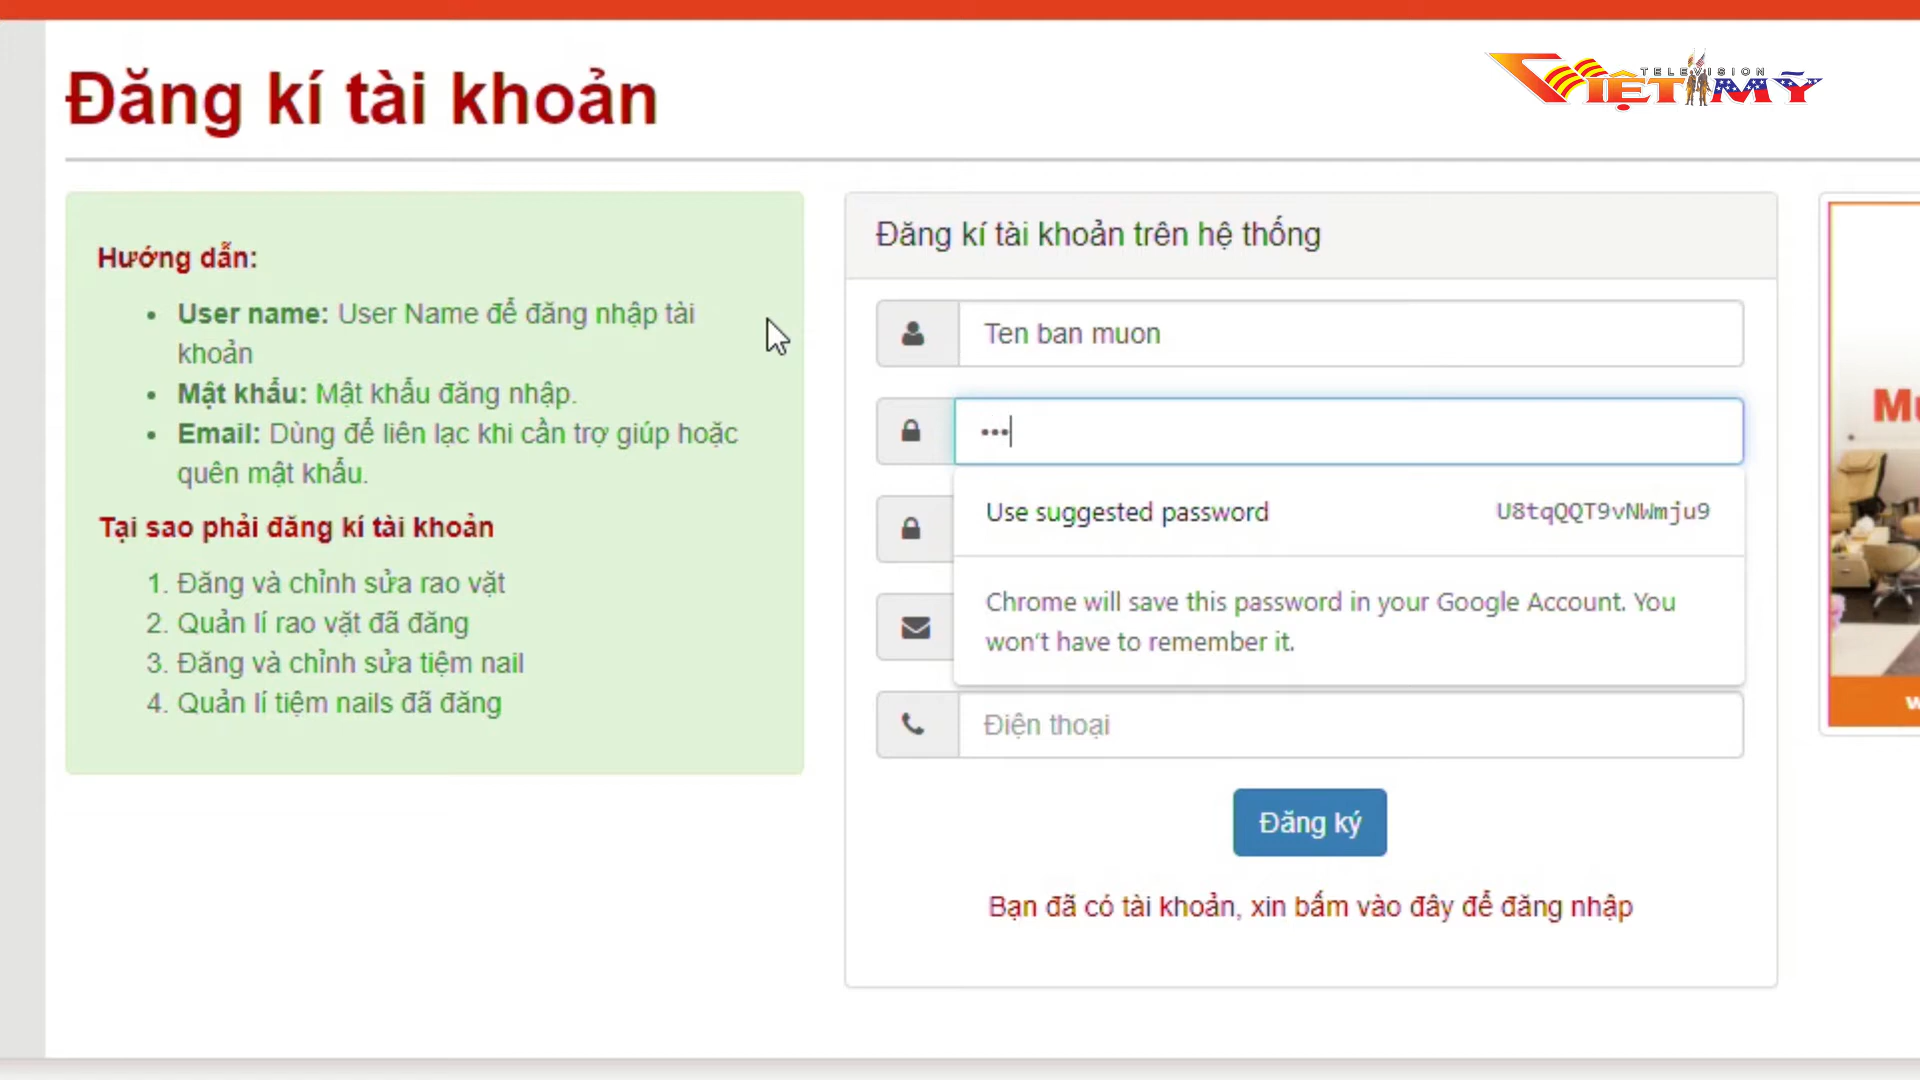 Đăng kí tài khoản
TELEVISION
VIỆT MỸ
Hướng dẫn:
User name: User Name để đăng nhập tài
khoản
Mật khẩu: Mật khẩu đăng nhập.
Email: Dùng để liên lạc khi cần trợ giúp hoặc
quên mật khẩu.
Tại sao phải đăng kí tài khoản
1. Đăng và chỉnh sửa rao vặt
2. Quản lí rao vặt đã đăng
3. Đăng và chỉnh sửa tiệm nail
4. Quản lí tiệm nails đã đăng
Đăng kí tài khoản trên hệ thống
Ten ban muon
•••
Use suggested password U8tqQQT9vNWmju9
Chrome will save this password in your Google Account. You
won't have to remember it.
Điện thoại
Đăng ký
Bạn đã có tài khoản, xin bấm vào đây để đăng nhập